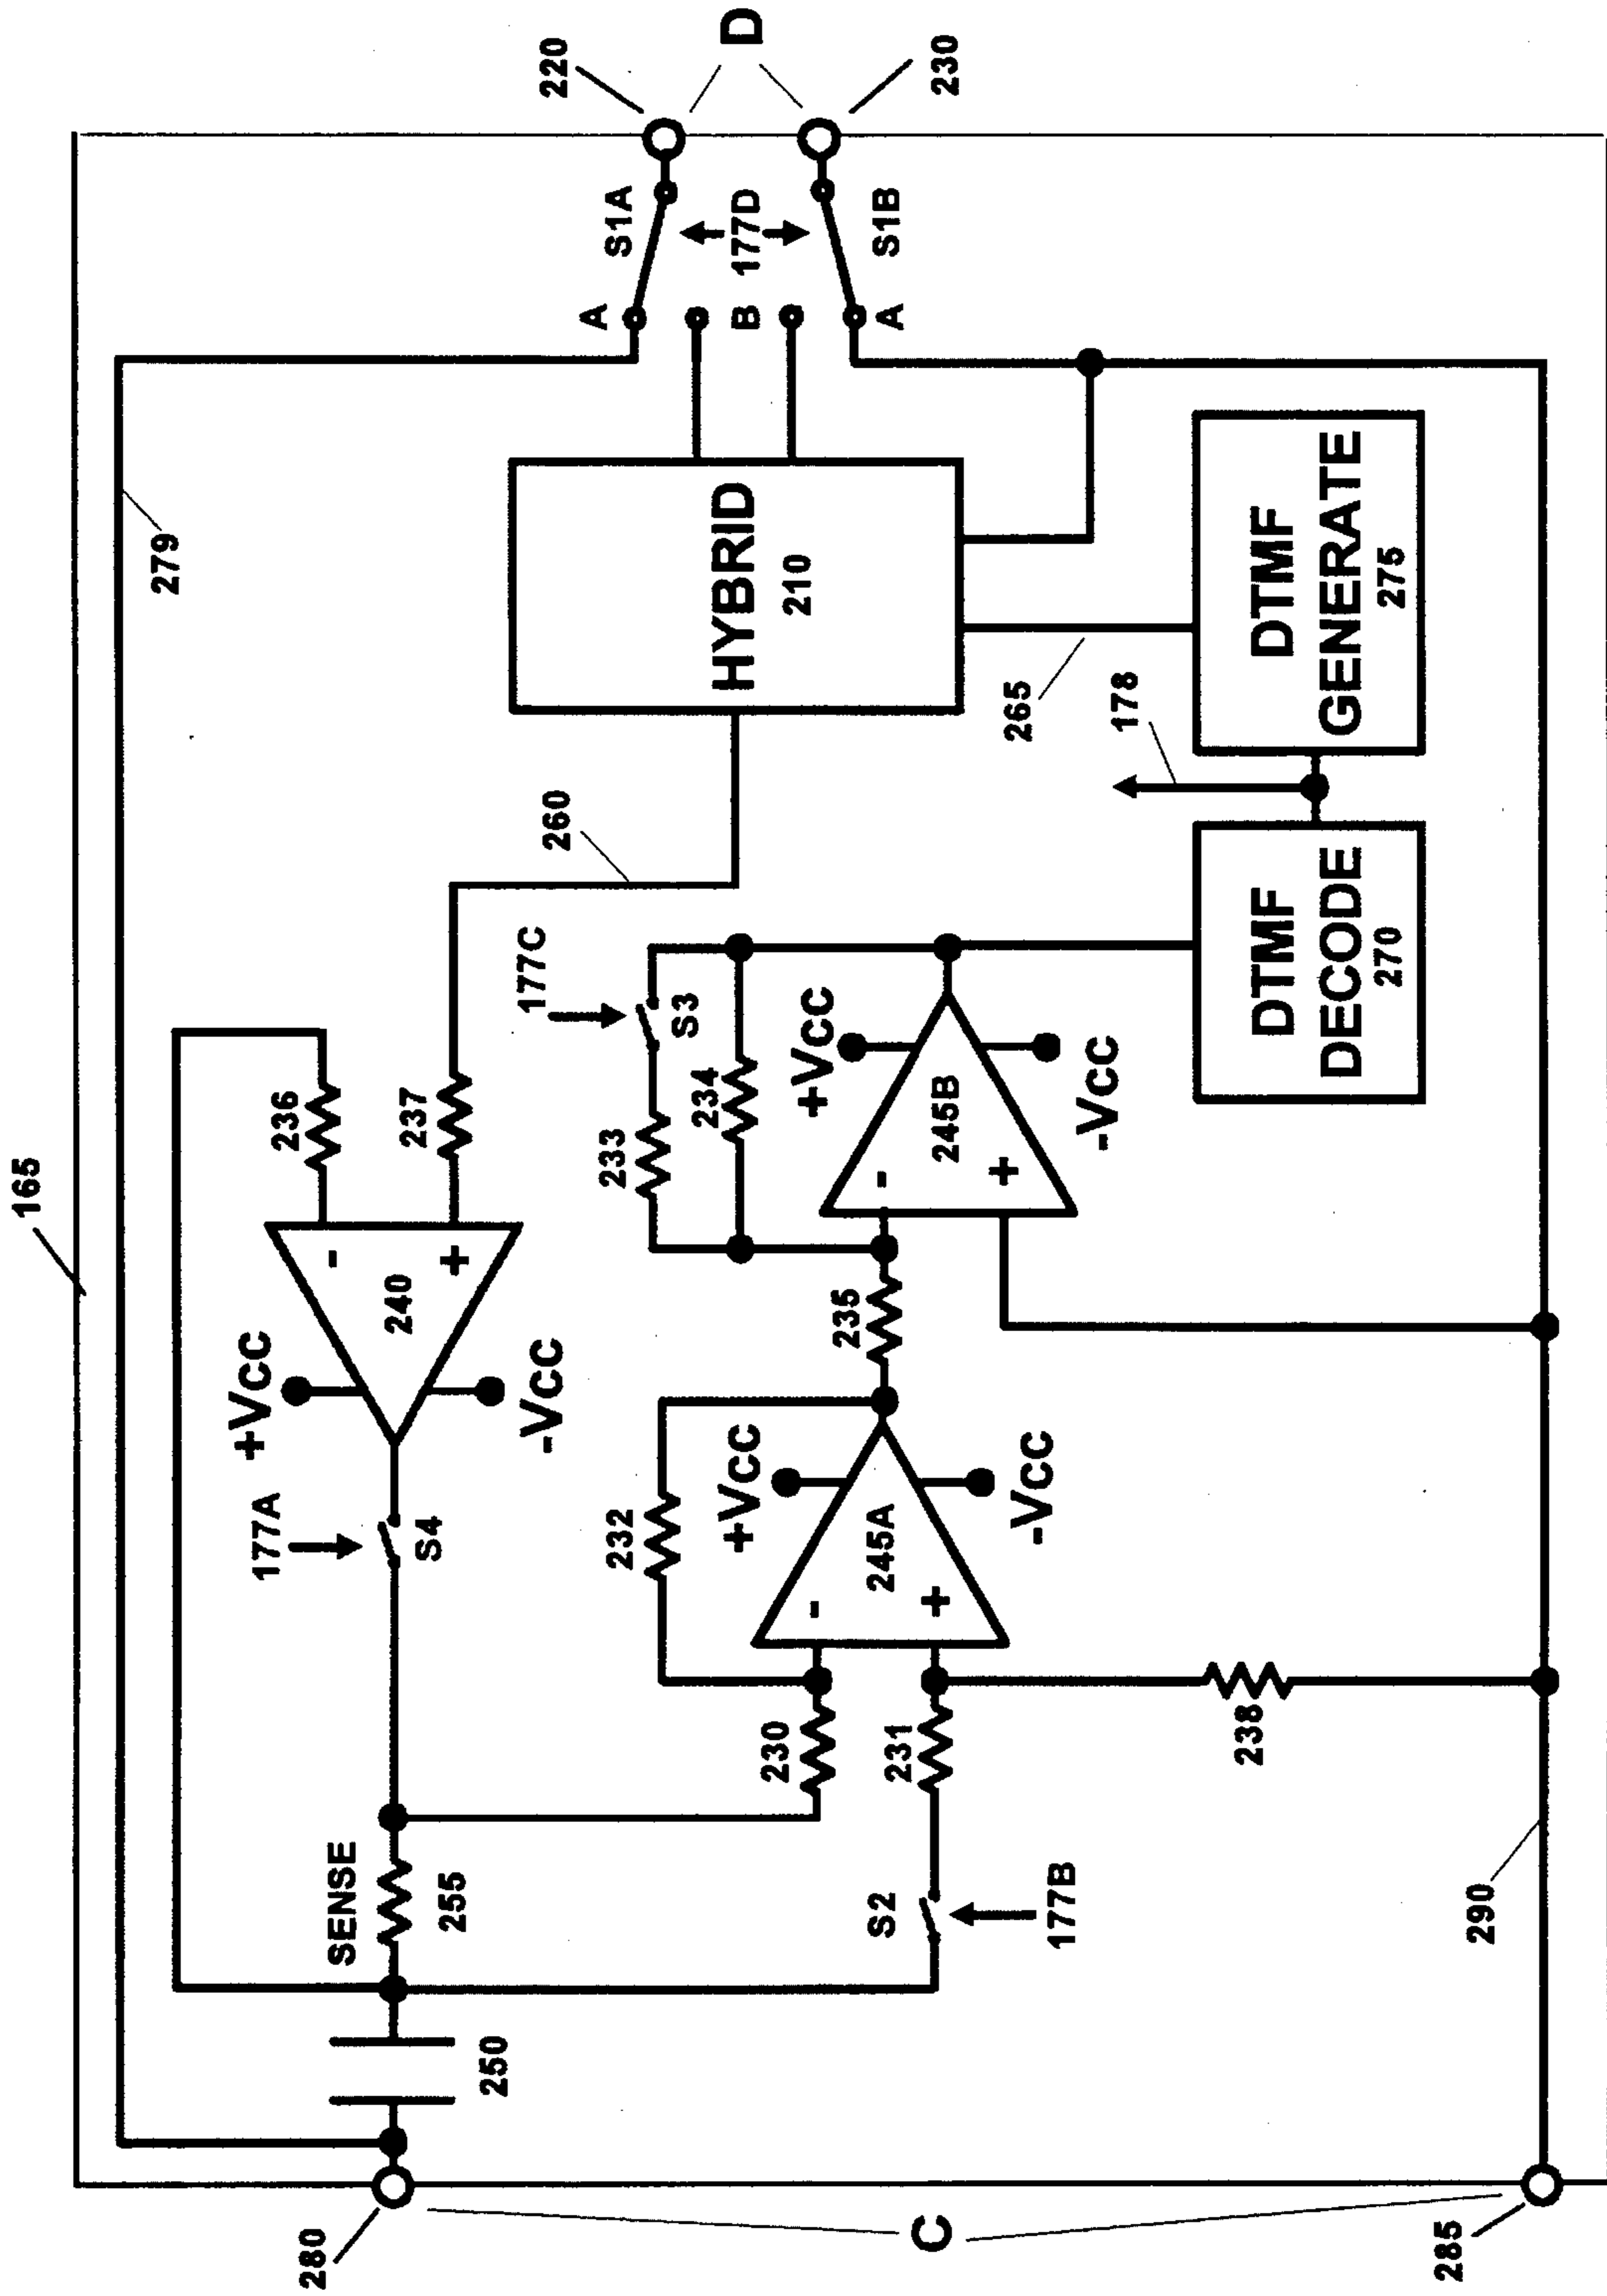 165
279
220
D
230
S1A
A
177D
B
S1B
A
236
237
240
-
+
+VCC
-VCC
177A
S4
260
HYBRID
210
265
178
177C
S3
233
234
+VCC
245B
-
+
-VCC
235
232
+VCC
245A
-
+
-VCC
SENSE
255
250
230
231
S2
177B
238
DTMF
DECODE
270
DTMF
GENERATE
275
290
280
C
285